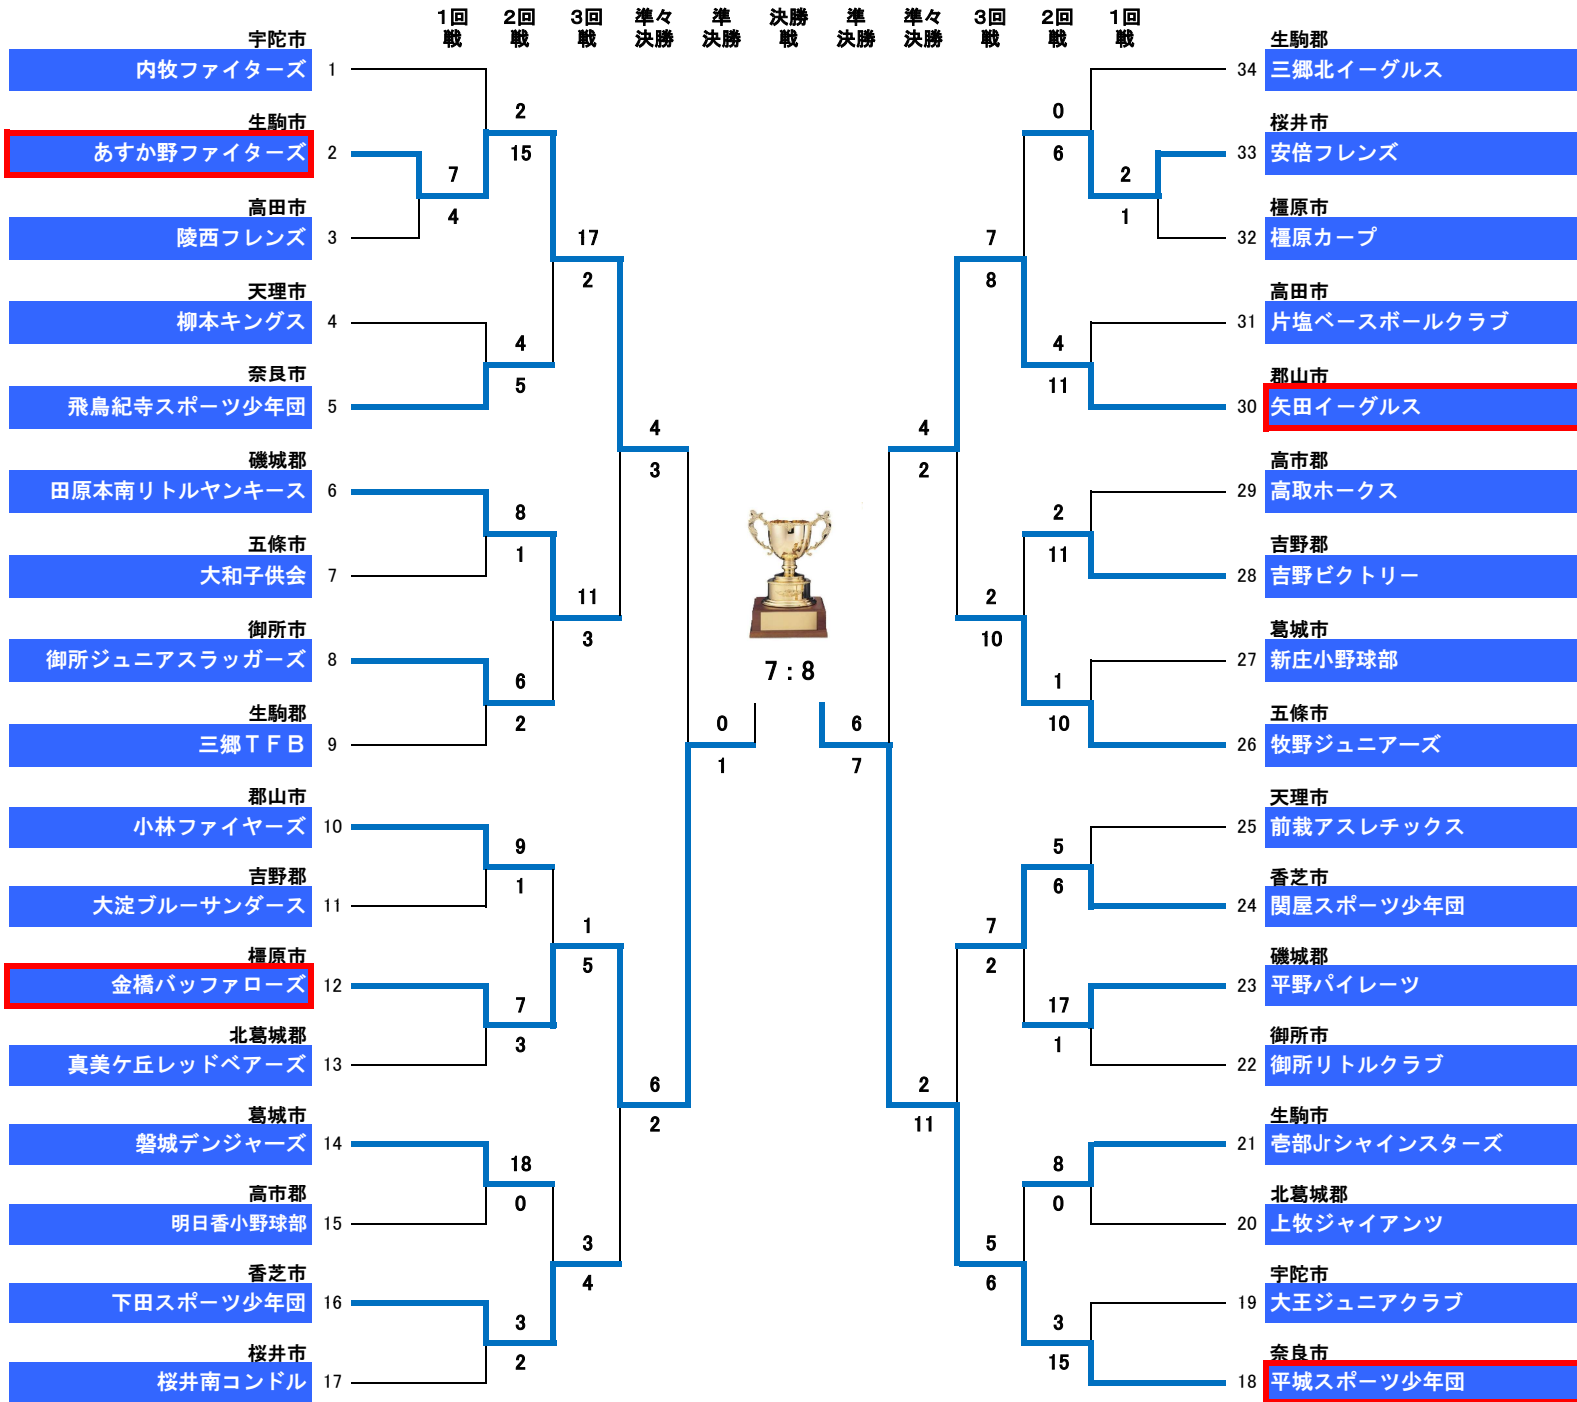 1回戦 2回戦 3回戦 準々決勝 準決勝 決勝戦 準決勝 準々決勝 3回戦 2回戦 1回戦
宇陀市
内牧ファイターズ 1
生駒市
あすか野ファイターズ 2
高田市
陵西フレンズ 3
天理市
柳本キングス 4
奈良市
飛鳥紀寺スポーツ少年団 5
磯城郡
田原本南リトルヤンキース 6
五條市
大和子供会 7
御所市
御所ジュニアスラッガーズ 8
生駒郡
三郷TFB 9
郡山市
小林ファイヤーズ 10
吉野郡
大淀ブルーサンダース 11
橿原市
金橋バッファローズ 12
北葛城郡
真美ケ丘レッドベアーズ 13
葛城市
磐城デンジャーズ 14
高市郡
明日香小野球部 15
香芝市
下田スポーツ少年団 16
桜井市
桜井南コンドル 17
7
4
2
15
4
5
8
1
6
2
9
1
7
3
18
0
3
2
17
2
11
3
1
5
3
4
4
3
6
2
0
1
7 : 8
6
7
4
2
2
11
7
8
2
10
7
2
5
6
0
6
4
11
2
11
1
10
5
6
17
1
8
0
3
15
2
1
生駒郡
34 三郷北イーグルス
桜井市
33 安倍フレンズ
橿原市
32 橿原カープ
高田市
31 片塩ベースボールクラブ
郡山市
30 矢田イーグルス
高市郡
29 高取ホークス
吉野郡
28 吉野ビクトリー
葛城市
27 新庄小野球部
五條市
26 牧野ジュニアーズ
天理市
25 前栽アスレチックス
香芝市
24 関屋スポーツ少年団
磯城郡
23 平野パイレーツ
御所市
22 御所リトルクラブ
生駒市
21 壱部Jrシャインスターズ
北葛城郡
20 上牧ジャイアンツ
宇陀市
19 大王ジュニアクラブ
奈良市
18 平城スポーツ少年団